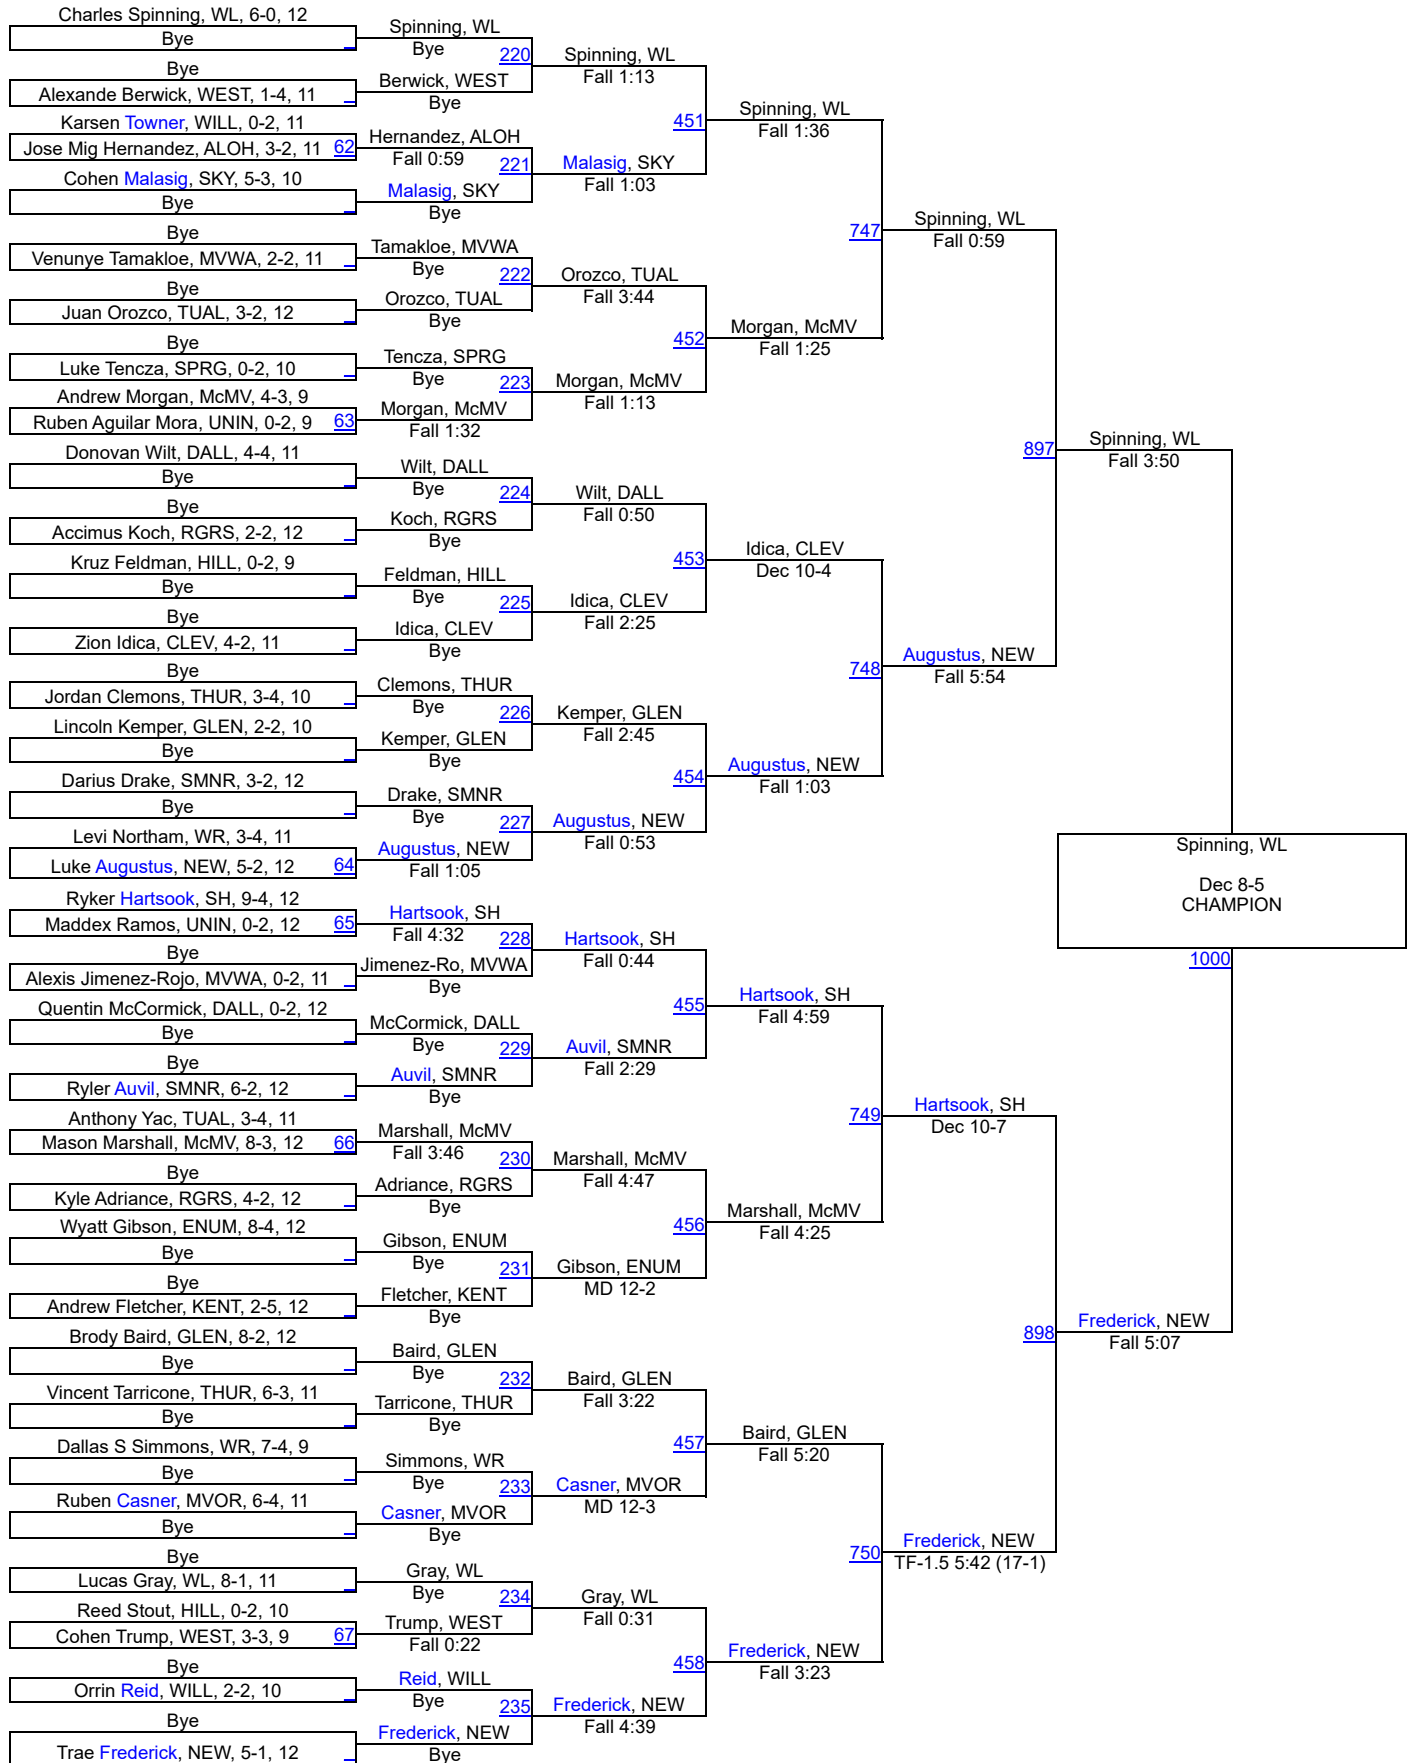 Charles Spinning, WL, 6-0, 12
Bye
Bye
Alexande Berwick, WEST, 1-4, 11
Karsen Towner, WILL, 0-2, 11
Jose Mig Hernandez, ALOH, 3-2, 11 62
Cohen Malasig, SKY, 5-3, 10
Bye
Bye
Venunye Tamakloe, MVWA, 2-2, 11
Bye
Juan Orozco, TUAL, 3-2, 12
Bye
Luke Tencza, SPRG, 0-2, 10
Andrew Morgan, McMV, 4-3, 9
Ruben Aguilar Mora, UNIN, 0-2, 9 63
Donovan Wilt, DALL, 4-4, 11
Bye
Bye
Accimus Koch, RGRS, 2-2, 12
Kruz Feldman, HILL, 0-2, 9
Bye
Bye
Zion Idica, CLEV, 4-2, 11
Bye
Jordan Clemons, THUR, 3-4, 10
Lincoln Kemper, GLEN, 2-2, 10
Bye
Darius Drake, SMNR, 3-2, 12
Bye
Levi Northam, WR, 3-4, 11
Luke Augustus, NEW, 5-2, 12 64
Ryker Hartsook, SH, 9-4, 12
Maddex Ramos, UNIN, 0-2, 12 65
Bye
Alexis Jimenez-Rojo, MVWA, 0-2, 11
Quentin McCormick, DALL, 0-2, 12
Bye
Bye
Ryler Auvil, SMNR, 6-2, 12
Anthony Yac, TUAL, 3-4, 11
Mason Marshall, McMV, 8-3, 12 66
Bye
Kyle Adriance, RGRS, 4-2, 12
Wyatt Gibson, ENUM, 8-4, 12
Bye
Bye
Andrew Fletcher, KENT, 2-5, 12
Brody Baird, GLEN, 8-2, 12
Bye
Vincent Tarricone, THUR, 6-3, 11
Bye
Dallas S Simmons, WR, 7-4, 9
Bye
Ruben Casner, MVOR, 6-4, 11
Bye
Bye
Lucas Gray, WL, 8-1, 11
Reed Stout, HILL, 0-2, 10
Cohen Trump, WEST, 3-3, 9 67
Bye
Orrin Reid, WILL, 2-2, 10
Bye
Trae Frederick, NEW, 5-1, 12
Spinning, WL
Bye
220
Berwick, WEST
Bye
Hernandez, ALOH
Fall 0:59
221
Malasig, SKY
Bye
Tamakloe, MVWA
Bye
222
Orozco, TUAL
Bye
Tencza, SPRG
Bye
223
Morgan, McMV
Fall 1:32
Wilt, DALL
Bye
224
Koch, RGRS
Bye
Feldman, HILL
Bye
225
Idica, CLEV
Bye
Clemons, THUR
Bye
226
Kemper, GLEN
Bye
Drake, SMNR
Bye
227
Augustus, NEW
Fall 1:05
Hartsook, SH
Fall 4:32
228
Jimenez-Ro, MVWA
Bye
McCormick, DALL
Bye
229
Auvil, SMNR
Bye
Marshall, McMV
Fall 3:46
230
Adriance, RGRS
Bye
Gibson, ENUM
Bye
231
Fletcher, KENT
Bye
Baird, GLEN
Bye
232
Tarricone, THUR
Bye
Simmons, WR
Bye
233
Casner, MVOR
Bye
Gray, WL
Bye
234
Trump, WEST
Fall 0:22
Reid, WILL
Bye
235
Frederick, NEW
Bye
Spinning, WL
Fall 1:13
451
Malasig, SKY
Fall 1:03
Orozco, TUAL
Fall 3:44
452
Morgan, McMV
Fall 1:13
Wilt, DALL
Fall 0:50
453
Idica, CLEV
Fall 2:25
Kemper, GLEN
Fall 2:45
454
Augustus, NEW
Fall 0:53
Hartsook, SH
Fall 0:44
455
Auvil, SMNR
Fall 2:29
Marshall, McMV
Fall 4:47
456
Gibson, ENUM
MD 12-2
Baird, GLEN
Fall 3:22
457
Casner, MVOR
MD 12-3
Gray, WL
Fall 0:31
458
Frederick, NEW
Fall 4:39
Spinning, WL
Fall 1:36
747
Morgan, McMV
Fall 1:25
Idica, CLEV
Dec 10-4
748
Augustus, NEW
Fall 1:03
Hartsook, SH
Fall 4:59
749
Marshall, McMV
Fall 4:25
Baird, GLEN
Fall 5:20
750
Frederick, NEW
Fall 3:23
Spinning, WL
Fall 0:59
897
Augustus, NEW
Fall 5:54
Hartsook, SH
Dec 10-7
898
Frederick, NEW
TF-1.5 5:42 (17-1)
Spinning, WL
Fall 3:50
Spinning, WL
Dec 8-5
CHAMPION
1000
Frederick, NEW
Fall 5:07